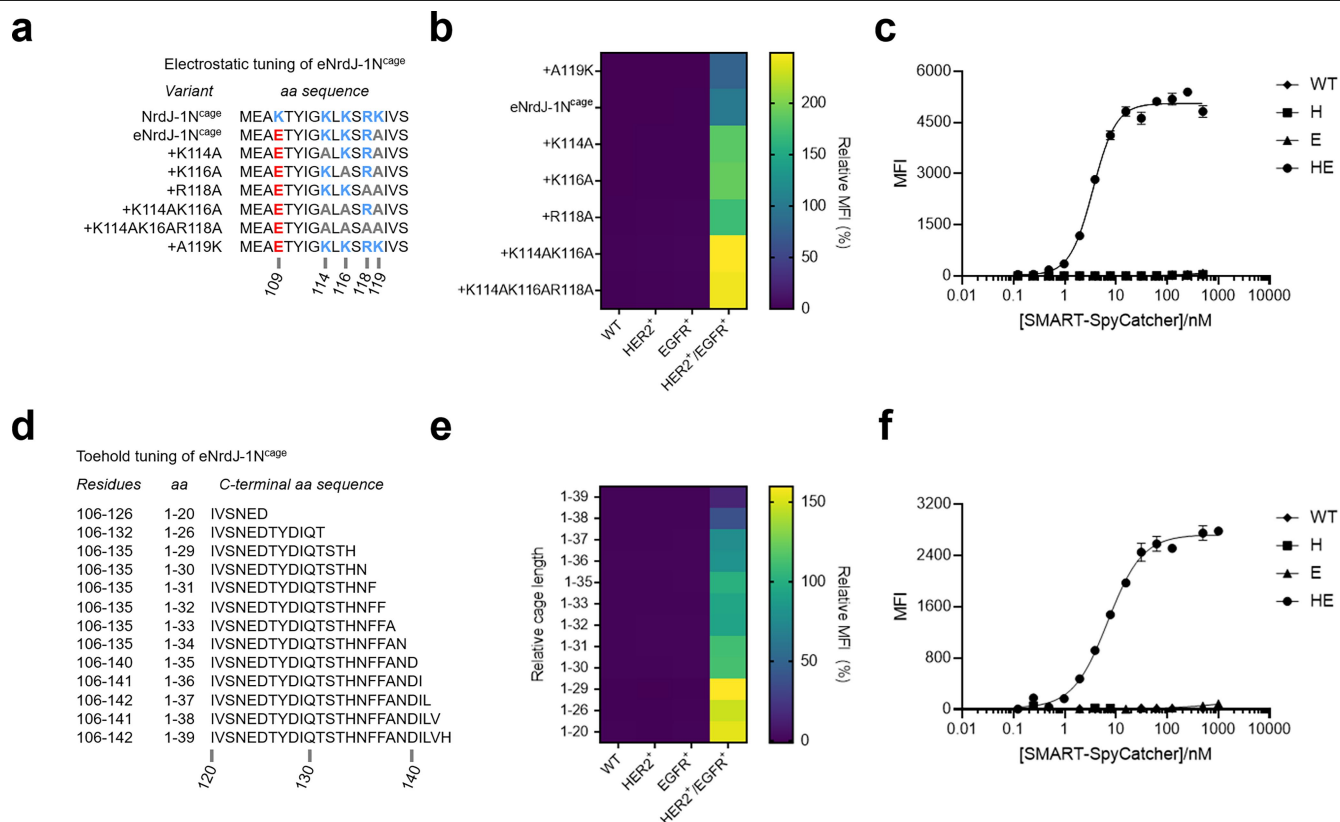 a
Electrostatic tuning of eNrdJ-1Ncage
Variant aa sequence
NrdJ-1Ncage MEAKTYIGKLKSRKIVS
eNrdJ-1Ncage MEAETYIGKLKSRAIVS
+K114A MEAETYIGALKSRAIVS
+K116A MEAETYIGKLASRAIVS
+R118A MEAETYIGKLKSAAIVS
+K114AK116A MEAETYIGALASRAIVS
+K114AK16AR118A MEAETYIGALASAAIVS
+A119K MEAETYIGKLKSRKIVS
109 114 116 118 119
b
+A119K
eNrdJ-1Ncage
+K114A
+K116A
+R118A
+K114AK116A
+K114AK116AR118A
WT HER2+ EGFR+ HER2+/EGFR+
200
150
100
50
0
Relative MFI (%)
c
6000
4500
3000
1500
0
MFI
0.01 0.1 1 10 100 1000 10000
[SMART-SpyCatcher]/nM
WT
H
E
HE
d
Toehold tuning of eNrdJ-1Ncage
Residues aa C-terminal aa sequence
106-126 1-20 IVSNED
106-132 1-26 IVSNEDTYDIQT
106-135 1-29 IVSNEDTYDIQTSTH
106-135 1-30 IVSNEDTYDIQTSTHN
106-135 1-31 IVSNEDTYDIQTSTHNF
106-135 1-32 IVSNEDTYDIQTSTHNFF
106-135 1-33 IVSNEDTYDIQTSTHNFFA
106-135 1-34 IVSNEDTYDIQTSTHNFFAN
106-140 1-35 IVSNEDTYDIQTSTHNFFAND
106-141 1-36 IVSNEDTYDIQTSTHNFFANDI
106-142 1-37 IVSNEDTYDIQTSTHNFFANDIL
106-141 1-38 IVSNEDTYDIQTSTHNFFANDILV
106-142 1-39 IVSNEDTYDIQTSTHNFFANDILVH
120 130 140
e
Relative cage length
1-39
1-38
1-37
1-36
1-35
1-33
1-32
1-31
1-30
1-29
1-26
1-20
WT HER2+ EGFR+ HER2+/EGFR+
150
100
50
0
Relative MFI (%)
f
3200
2400
1600
800
0
MFI
0.01 0.1 1 10 100 1000 10000
[SMART-SpyCatcher]/nM
WT
H
E
HE